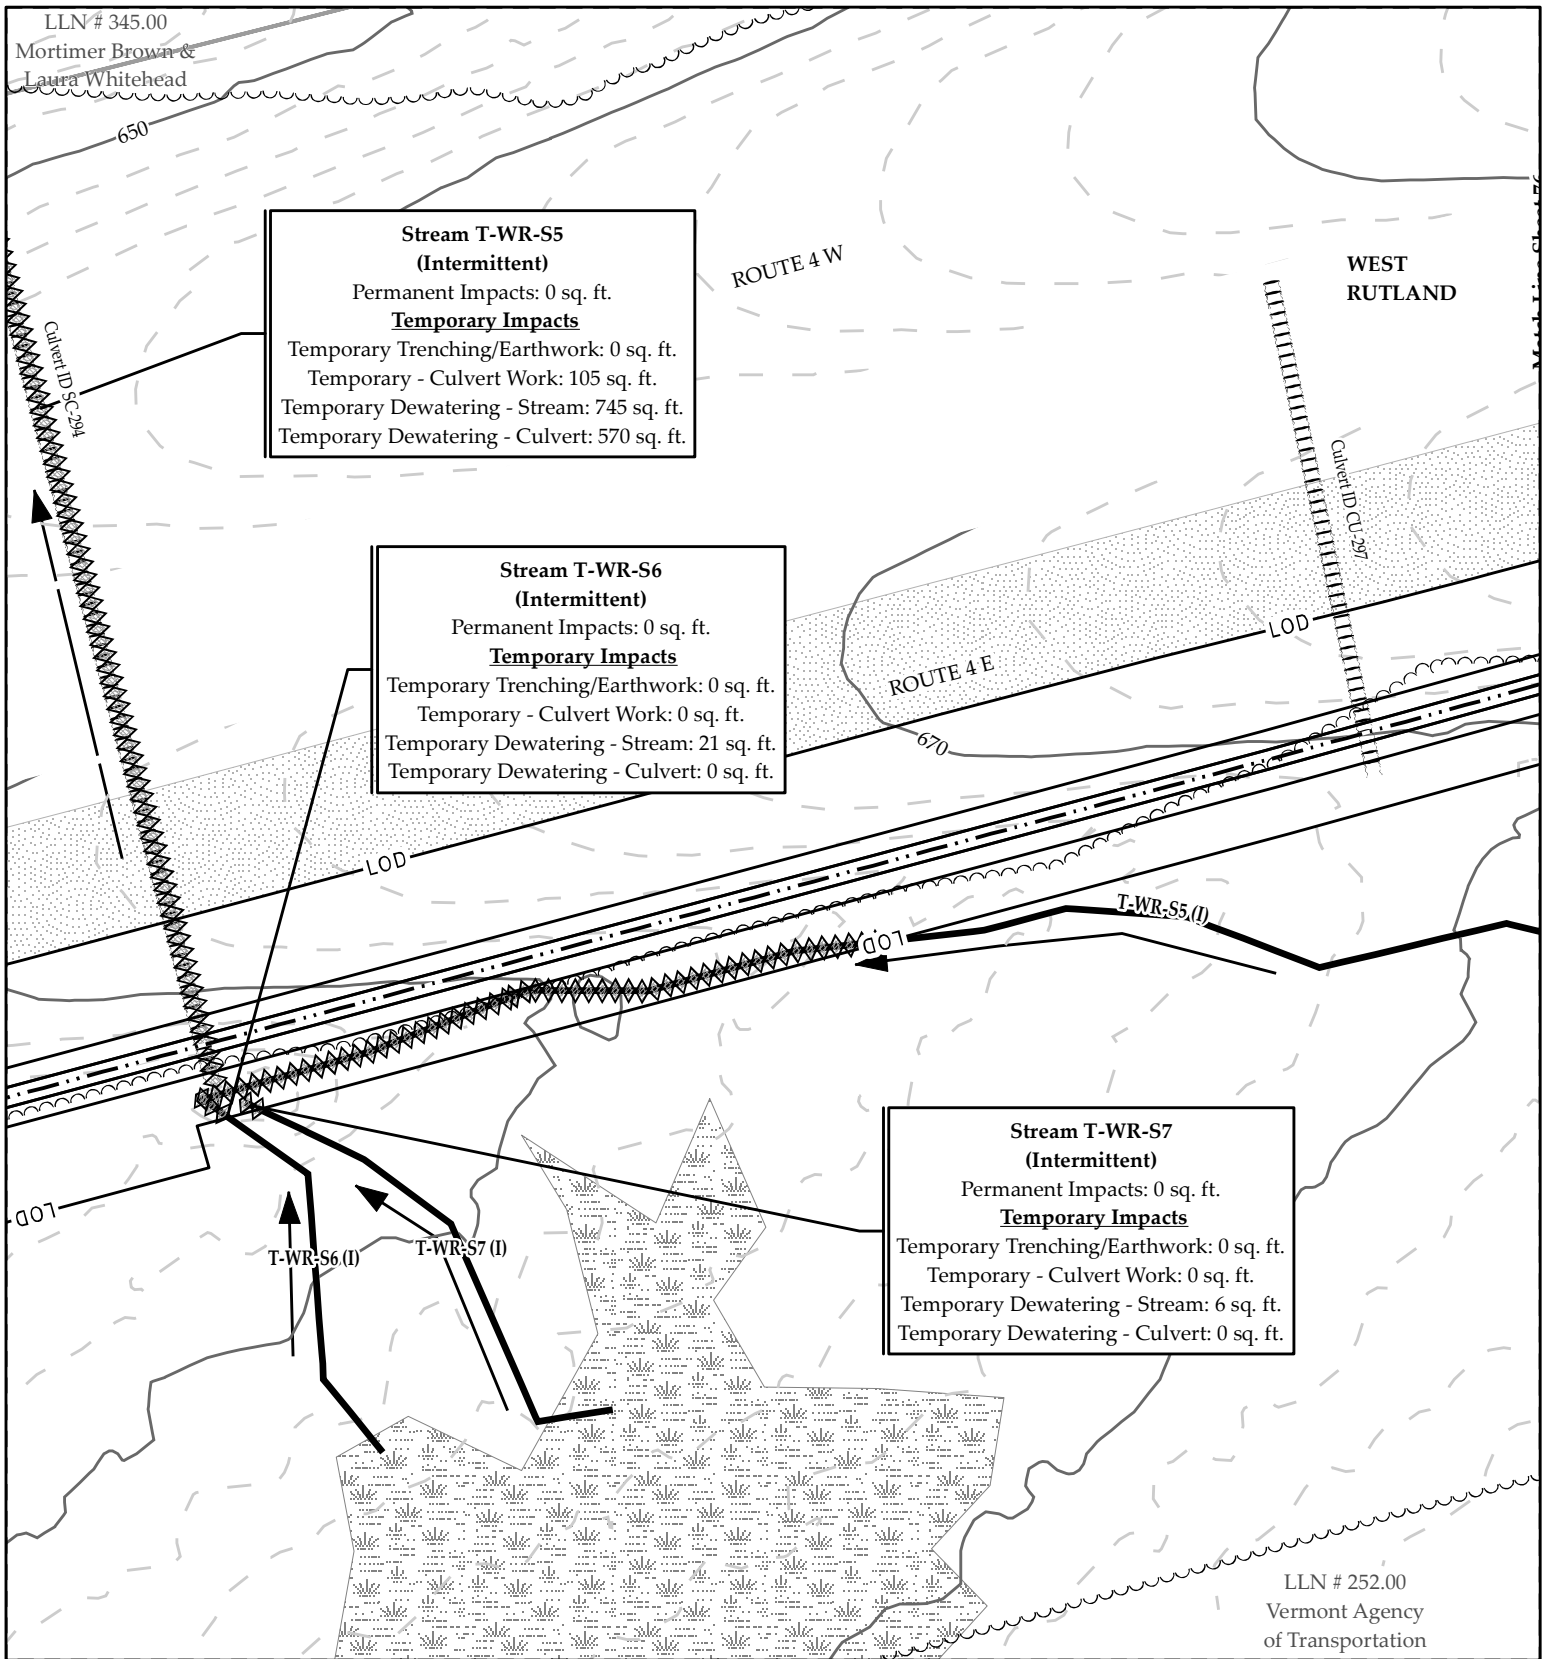 LLN # 345.00
Mortimer Brown &
Laura Whitehead
650
Stream T-WR-S5
(Intermittent)
Permanent Impacts: 0 sq. ft.
Temporary Impacts
Temporary Trenching/Earthwork: 0 sq. ft.
Temporary - Culvert Work: 105 sq. ft.
Temporary Dewatering - Stream: 745 sq. ft.
Temporary Dewatering - Culvert: 570 sq. ft.
ROUTE 4 W
WEST
RUTLAND
Culvert ID SC-294
Culvert ID CU-297
Stream T-WR-S6
(Intermittent)
Permanent Impacts: 0 sq. ft.
Temporary Impacts
Temporary Trenching/Earthwork: 0 sq. ft.
Temporary - Culvert Work: 0 sq. ft.
Temporary Dewatering - Stream: 21 sq. ft.
Temporary Dewatering - Culvert: 0 sq. ft.
LOD
ROUTE 4 E
670
LOD
T-WR-S5 (I)
LOD
Stream T-WR-S7
(Intermittent)
Permanent Impacts: 0 sq. ft.
Temporary Impacts
Temporary Trenching/Earthwork: 0 sq. ft.
Temporary - Culvert Work: 0 sq. ft.
Temporary Dewatering - Stream: 6 sq. ft.
Temporary Dewatering - Culvert: 0 sq. ft.
LOD
T-WR-S6 (I)
T-WR-S7 (I)
LLN # 252.00
Vermont Agency
of Transportation